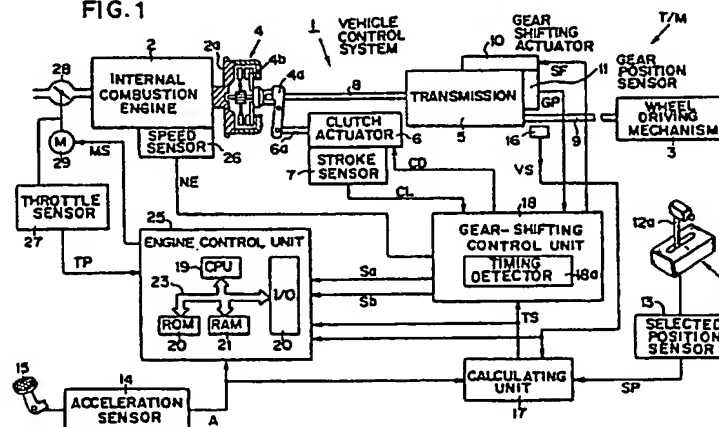 FIG. 1
1
VEHICLE
CONTROL
SYSTEM
T/M
2
2a
4
4b
4a
10
GEAR
SHIFTING
ACTUATOR
11
GEAR
POSITION
SENSOR
28
INTERNAL
COMBUSTION
ENGINE
8
TRANSMISSION
SF
GP
WHEEL
DRIVING
MECHANISM
M
29
MS
SPEED
SENSOR
26
6a
CLUTCH
ACTUATOR
6
5
16
9
3
STROKE
SENSOR
7
CD
VS
THROTTLE
SENSOR
27
NE
CL
TP
25
ENGINE CONTROL UNIT
19
CPU
23
I/O
ROM
20
RAM
21
20
18
GEAR-SHIFTING
CONTROL UNIT
TIMING
DETECTOR
18a
12a
Sa
Sb
TS
13
SELECTED
POSITION
SENSOR
15
14
ACCELERATION
SENSOR
A
CALCULATING
UNIT
17
SP